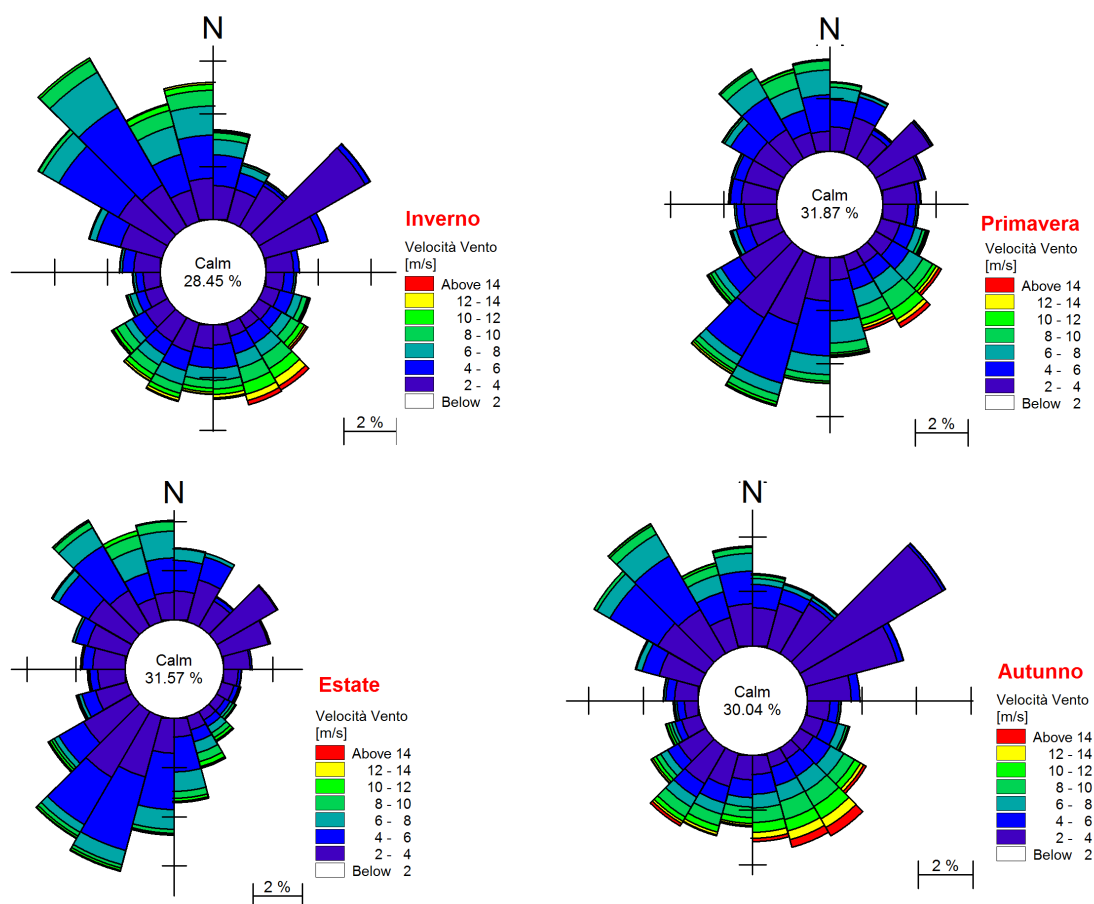 N
Calm
28.45 %
Inverno
Velocità Vento
[m/s]
Above 14
12 - 14
10 - 12
8 - 10
6 - 8
4 - 6
2 - 4
Below 2
2 %
N
Calm
31.87 %
Primavera
Velocità Vento
[m/s]
Above 14
12 - 14
10 - 12
8 - 10
6 - 8
4 - 6
2 - 4
Below 2
2 %
N
Calm
31.57 %
Estate
Velocità Vento
[m/s]
Above 14
12 - 14
10 - 12
8 - 10
6 - 8
4 - 6
2 - 4
Below 2
2 %
N
Calm
30.04 %
Autunno
Velocità Vento
[m/s]
Above 14
12 - 14
10 - 12
8 - 10
6 - 8
4 - 6
2 - 4
Below 2
2 %